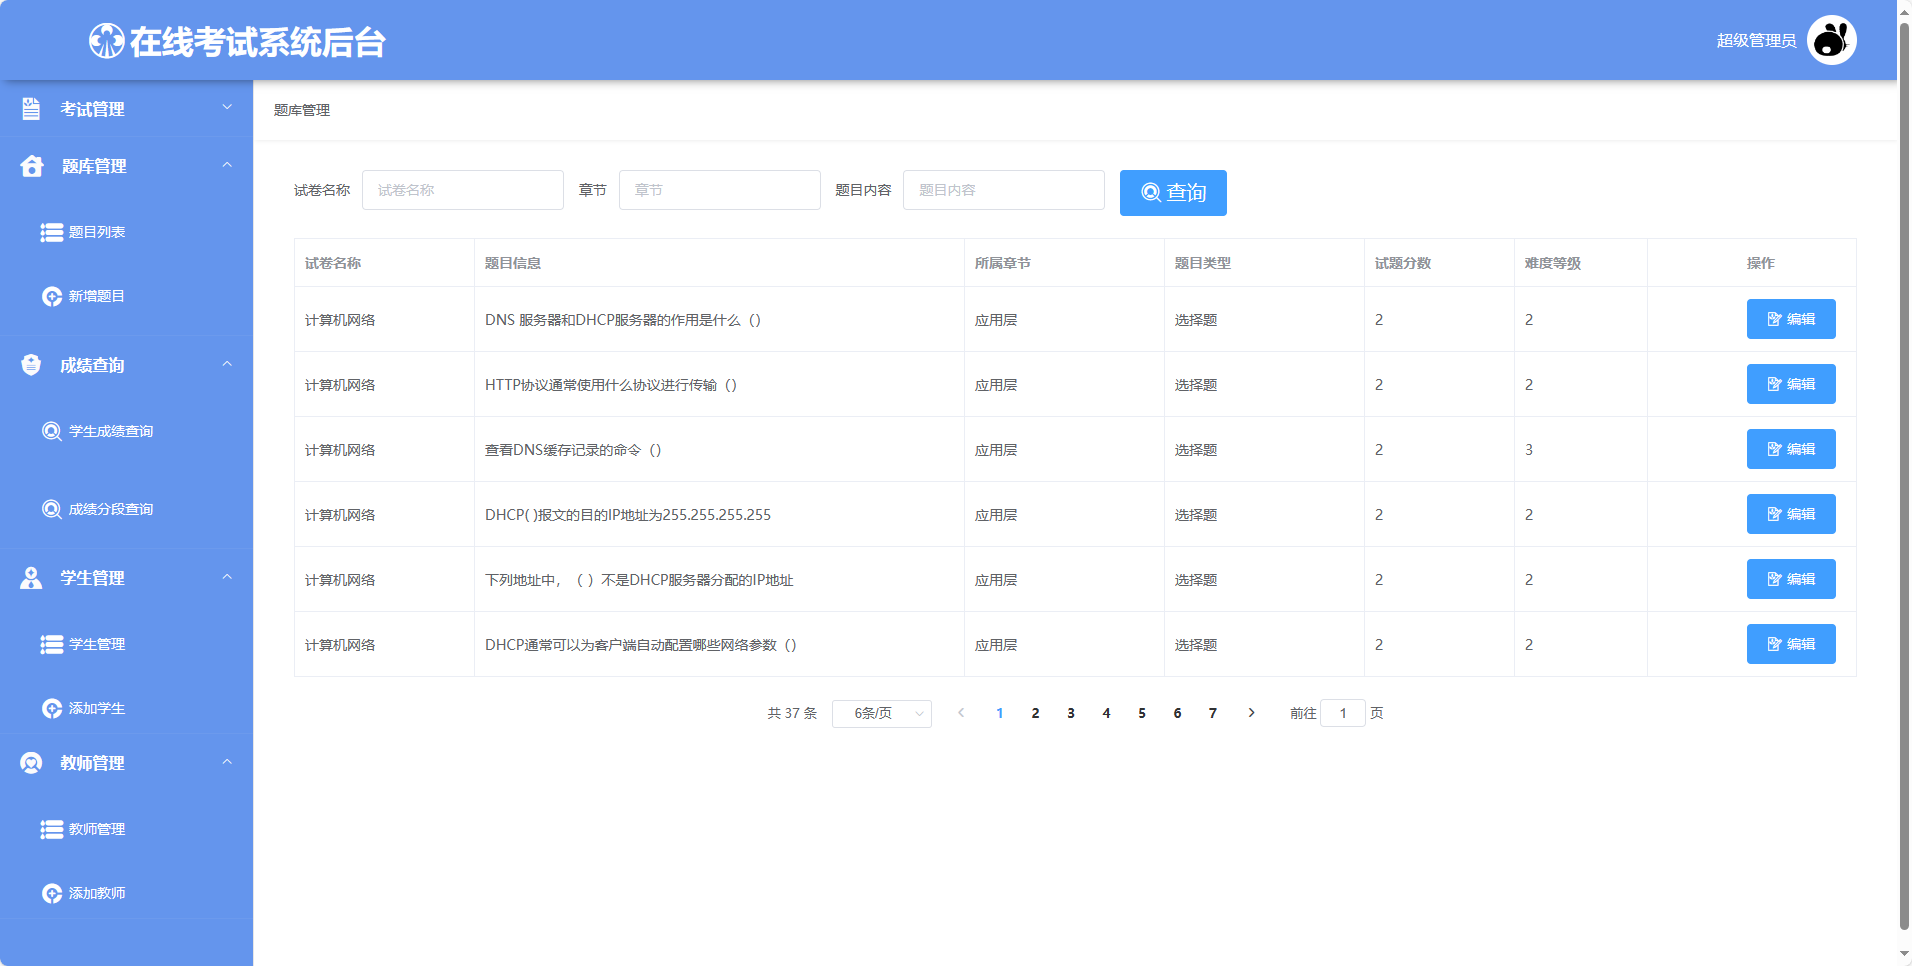 在线考试系统后台
超级管理员
考试管理
题库管理
题目列表
新增题目
成绩查询
学生成绩查询
成绩分段查询
学生管理
学生管理
添加学生
教师管理
教师管理
添加教师
题库管理
试卷名称 试卷名称 章节 章节 题目内容 题目内容 查询
试卷名称 题目信息 所属章节 题目类型 试题分数 难度等级 操作
计算机网络 DNS 服务器和DHCP服务器的作用是什么（） 应用层 选择题 2 2 编辑
计算机网络 HTTP协议通常使用什么协议进行传输（） 应用层 选择题 2 2 编辑
计算机网络 查看DNS缓存记录的命令（） 应用层 选择题 2 3 编辑
计算机网络 DHCP( )报文的目的IP地址为255.255.255.255 应用层 选择题 2 2 编辑
计算机网络 下列地址中，（ ）不是DHCP服务器分配的IP地址 应用层 选择题 2 2 编辑
计算机网络 DHCP通常可以为客户端自动配置哪些网络参数（） 应用层 选择题 2 2 编辑
共 37 条 6条/页 1 2 3 4 5 6 7 前往 1 页